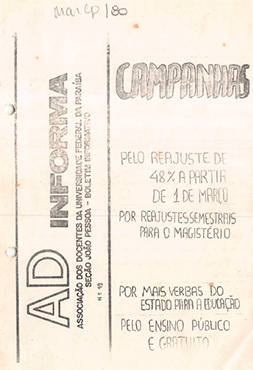 março/80
AD INFORMA
ASSOCIAÇÃO DOS DOCENTES DA UNIVERSIDADE FEDERAL DA PARAÍBA
SEÇÃO JOÃO PESSOA - BOLETIM INFORMATIVO
Nº 10
CAMPANHAS
PELO REAJUSTE DE
48% A PARTIR
DE 1 DE MARÇO
POR REAJUSTES SEMESTRAIS
PARA O MAGISTÉRIO
POR MAIS VERBAS DO
ESTADO PARA A EDUCAÇÃO
PELO ENSINO PÚBLICO
E GRATUITO